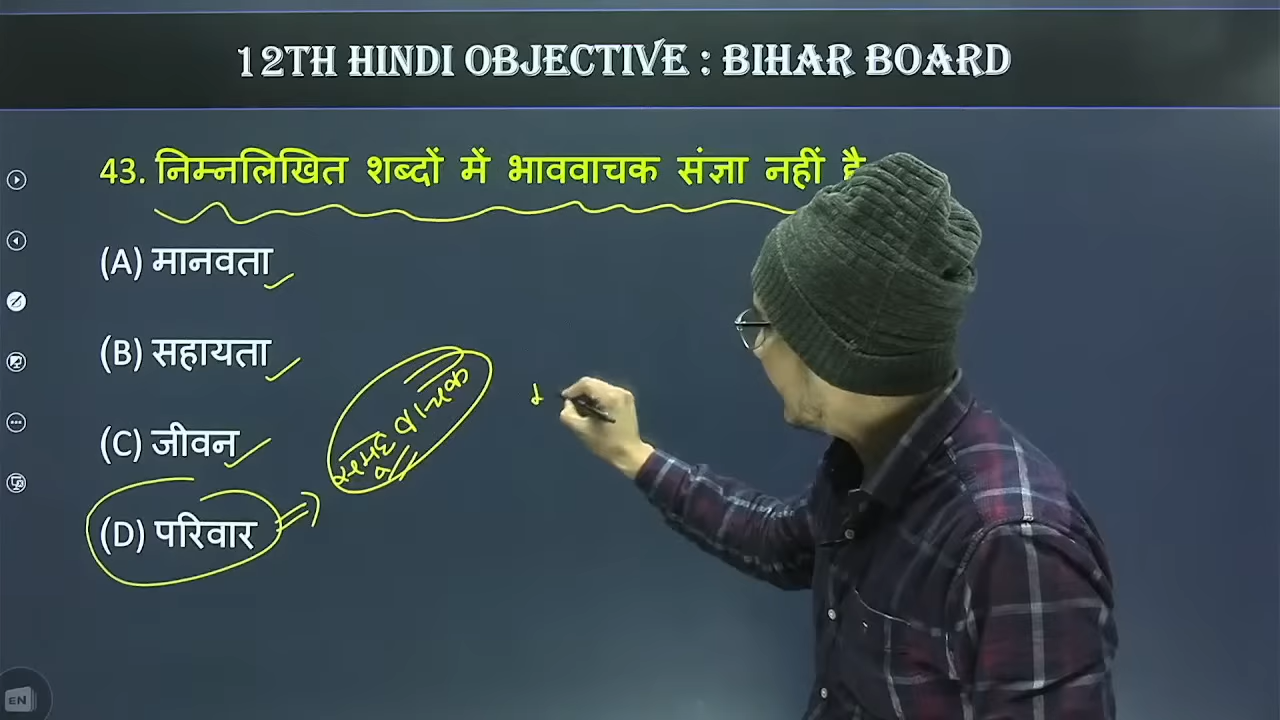 12TH HINDI OBJECTIVE : BIHAR BOARD
43. निम्नलिखित शब्दों में भाववाचक संज्ञा नहीं है
(A) मानवता
(B) सहायता
(C) जीवन
समूह वाचक
(D) परिवार
EN